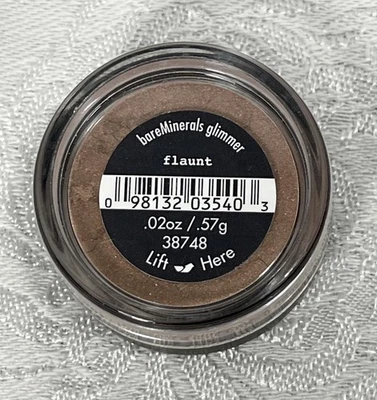 bareMinerals glimmer
flaunt
0 98132 03540 3
.02oz/.57g
38748
Lift Here